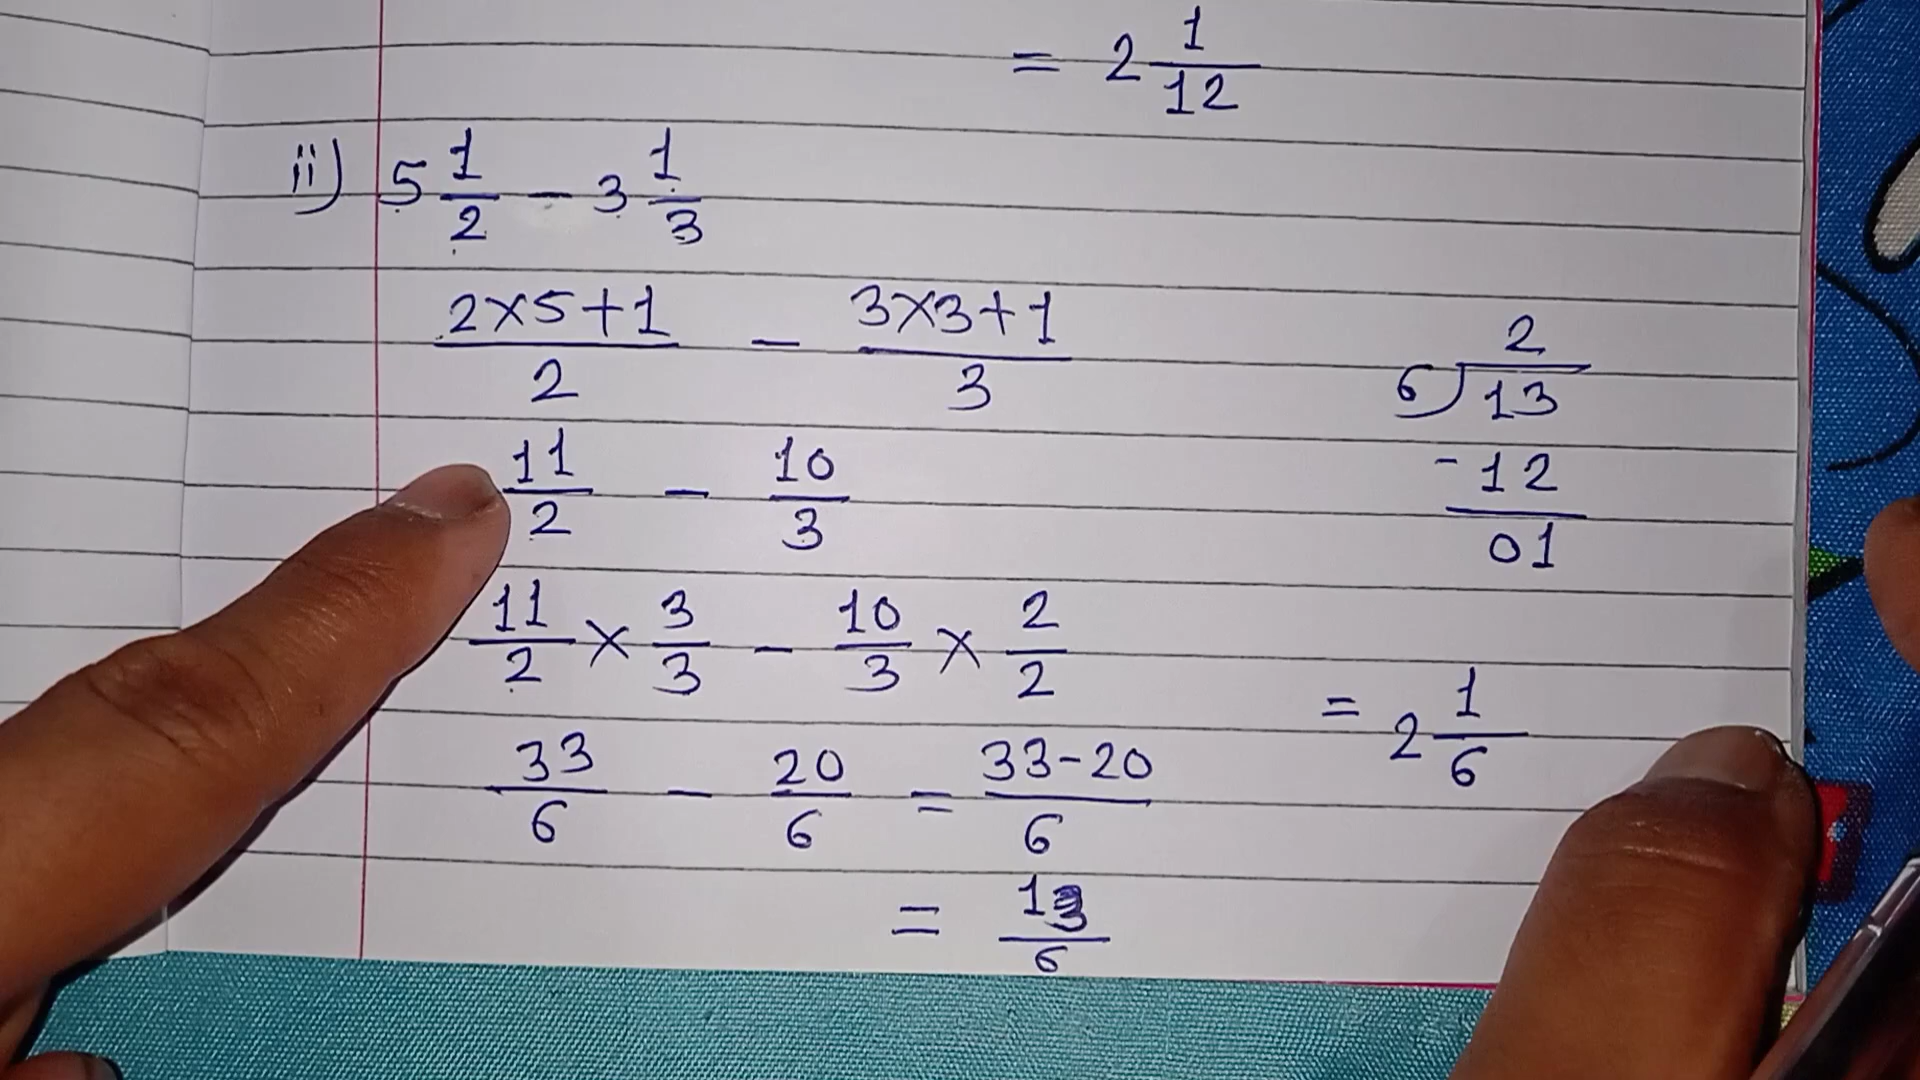 = 2 1/12
ii) 5 1/2 - 3 1/3
2×5+1/2 - 3×3+1/3
11/2 - 10/3
11/2 × 3/3 - 10/3 × 2/2
33/6 - 20/6 = 33-20/6
= 13/6
2
6)13
-12
01
= 2 1/6